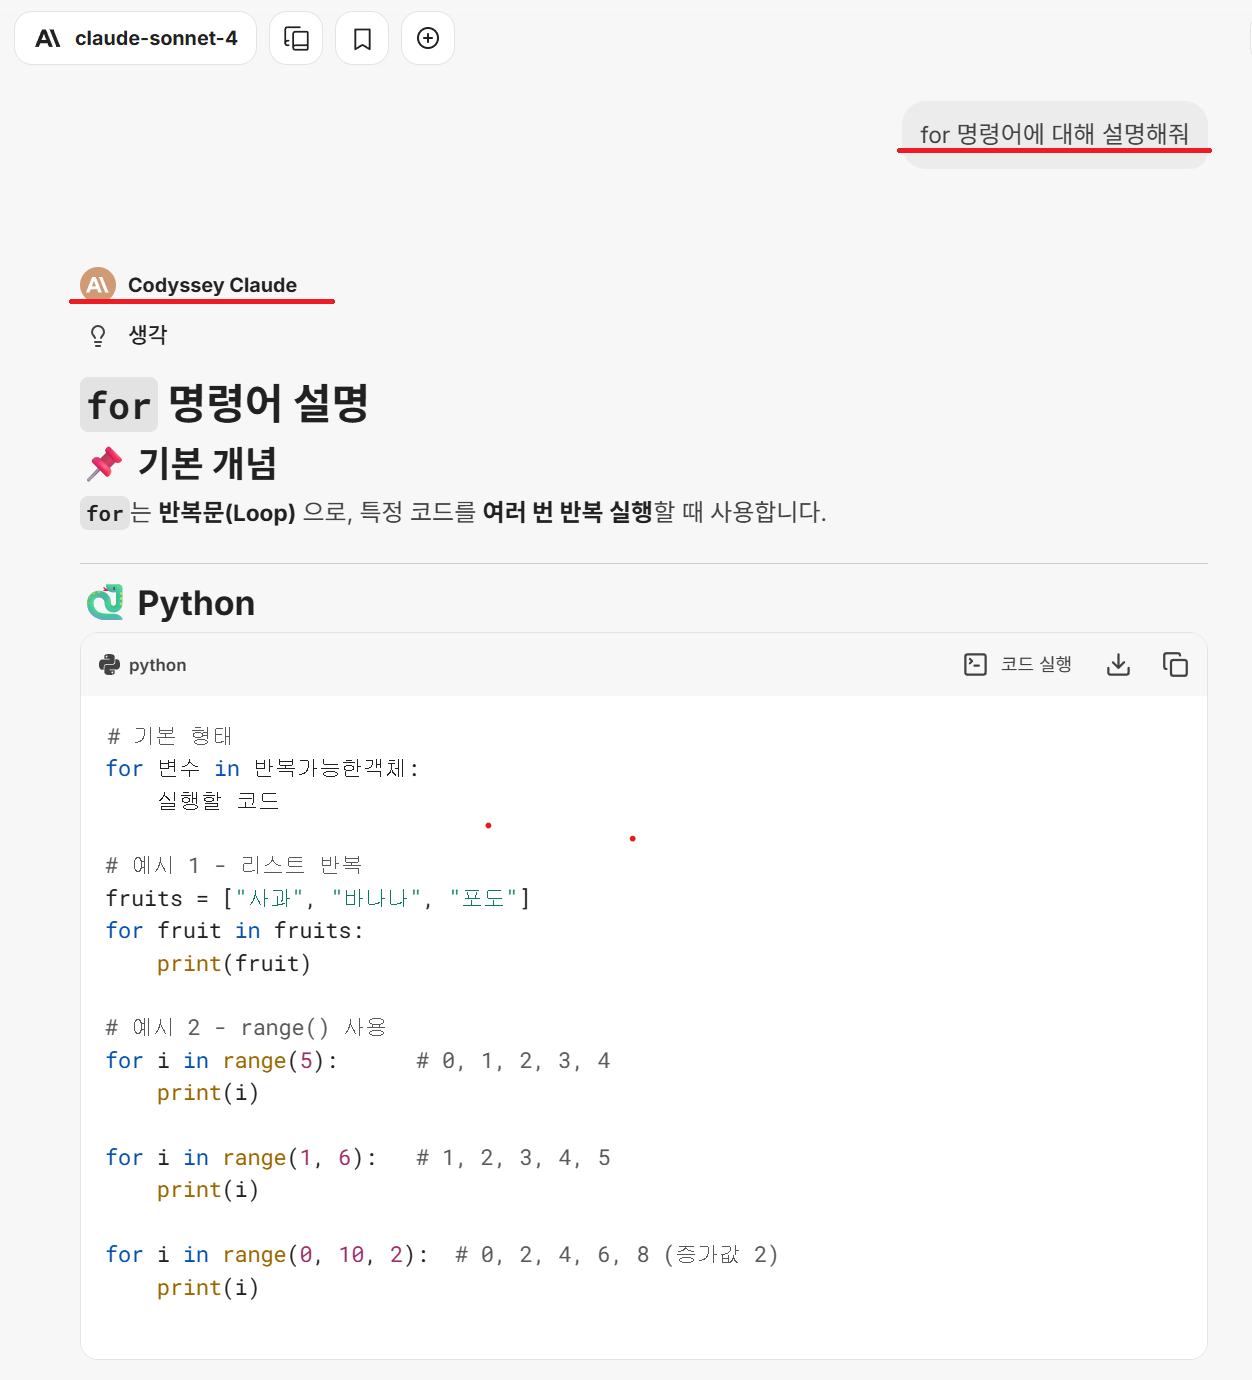 claude-sonnet-4
for 명령어에 대해 설명해줘
Codyssey Claude
생각
for 명령어 설명
📌 기본 개념
for는 반복문(Loop) 으로, 특정 코드를 여러 번 반복 실행할 때 사용합니다.
🐍 Python
python
코드 실행
# 기본 형태
for 변수 in 반복가능한객체:
    실행할 코드
# 예시 1 - 리스트 반복
fruits = ["사과", "바나나", "포도"]
for fruit in fruits:
    print(fruit)
# 예시 2 - range() 사용
for i in range(5):      # 0, 1, 2, 3, 4
    print(i)
for i in range(1, 6):   # 1, 2, 3, 4, 5
    print(i)
for i in range(0, 10, 2):  # 0, 2, 4, 6, 8 (증가값 2)
    print(i)